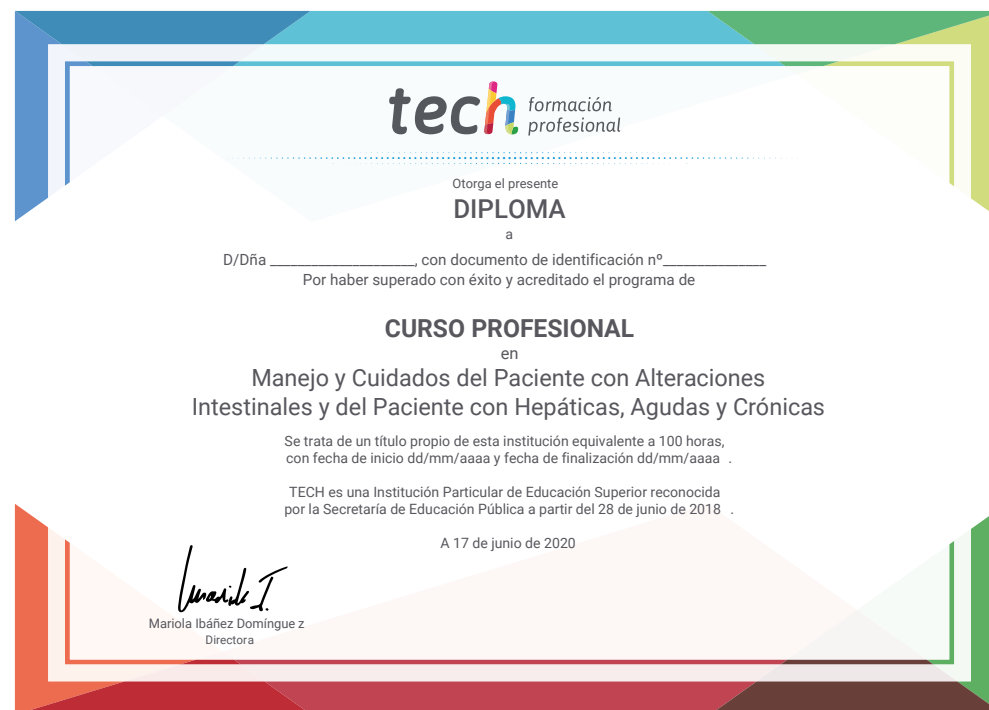 tech formación
profesional
Otorga el presente
DIPLOMA
a
D/Dña ______________________, con documento de identificación nº________________
Por haber superado con éxito y acreditado el programa de
CURSO PROFESIONAL
en
Manejo y Cuidados del Paciente con Alteraciones
Intestinales y del Paciente con Hepáticas, Agudas y Crónicas
Se trata de un título propio de esta institución equivalente a 100 horas,
con fecha de inicio dd/mm/aaaa y fecha de finalización dd/mm/aaaa .
TECH es una Institución Particular de Educación Superior reconocida
por la Secretaría de Educación Pública a partir del 28 de junio de 2018 .
A 17 de junio de 2020
Mariola Ibáñez Domíngue z
Directora